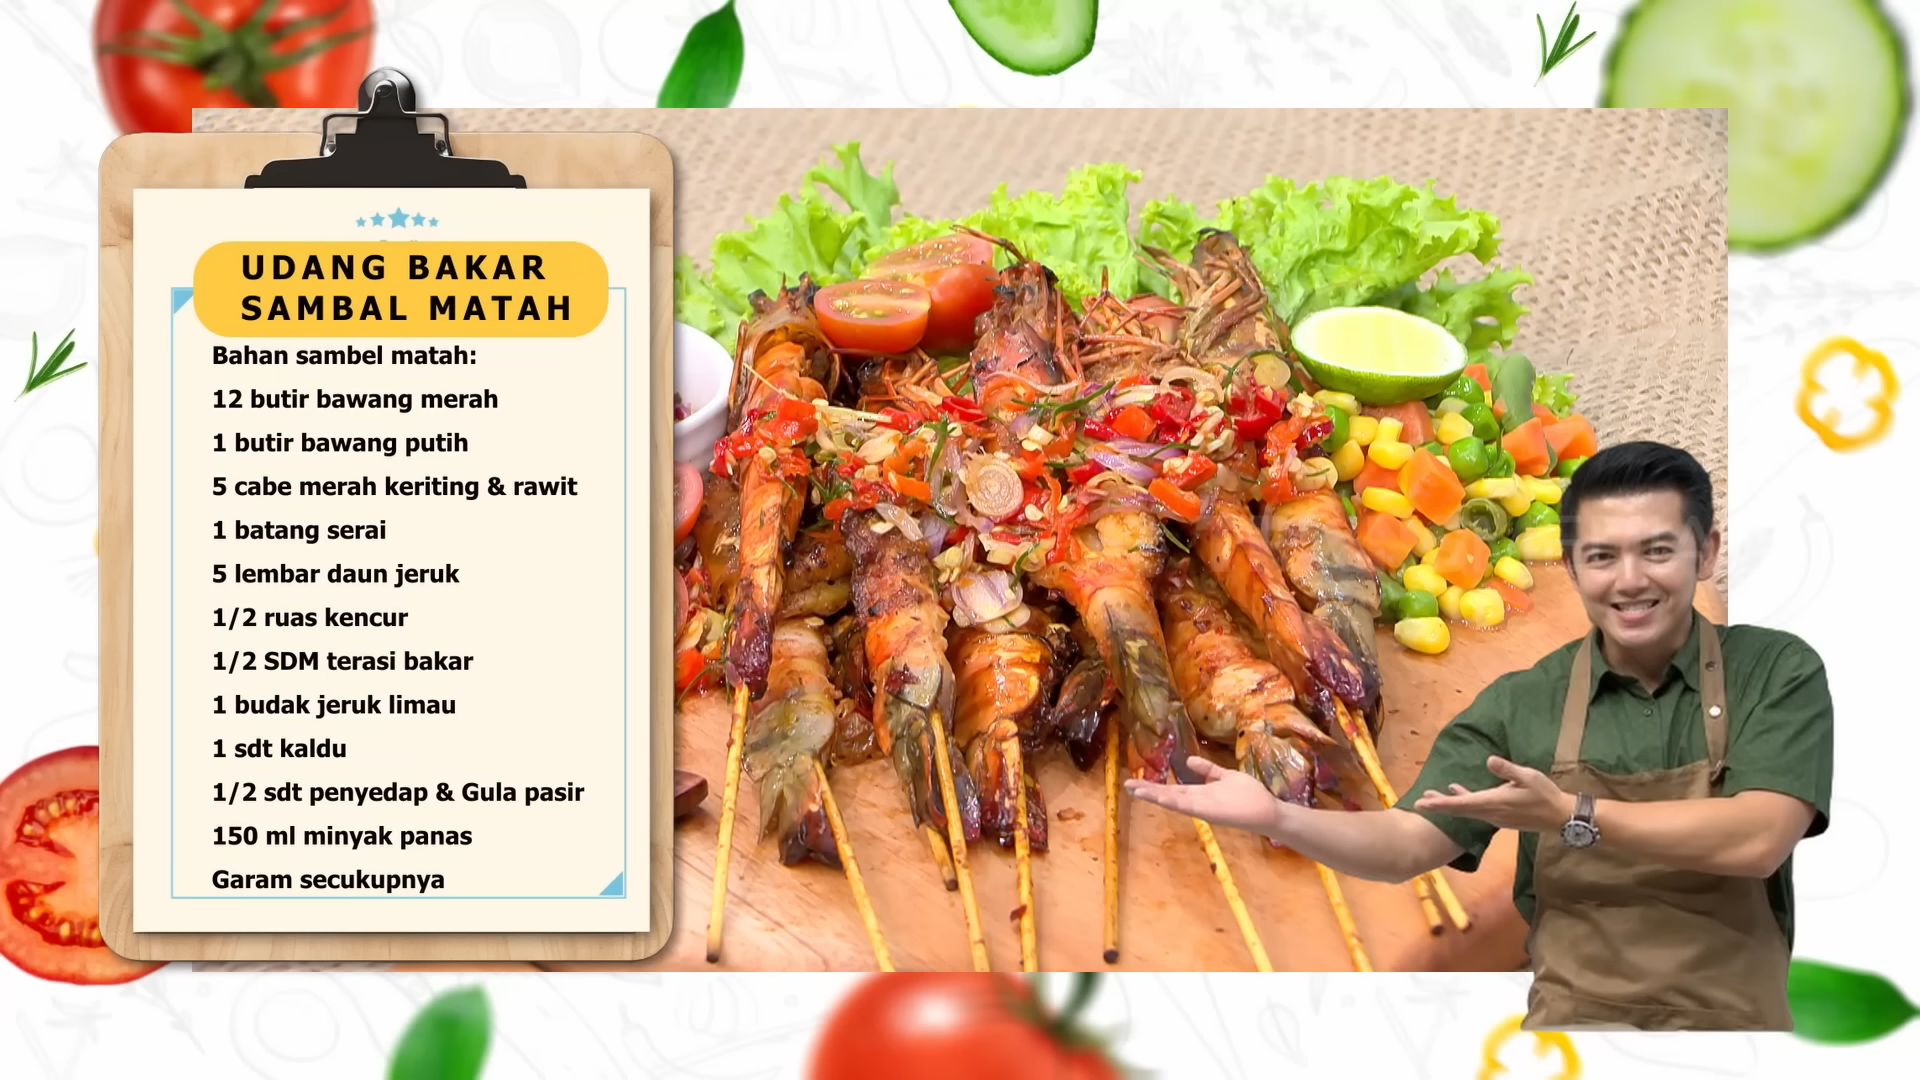 UDANG BAKAR
SAMBAL MATAH
Bahan sambel matah:
12 butir bawang merah
1 butir bawang putih
5 cabe merah keriting & rawit
1 batang serai
5 lembar daun jeruk
1/2 ruas kencur
1/2 SDM terasi bakar
1 budak jeruk limau
1 sdt kaldu
1/2 sdt penyedap & Gula pasir
150 ml minyak panas
Garam secukupnya